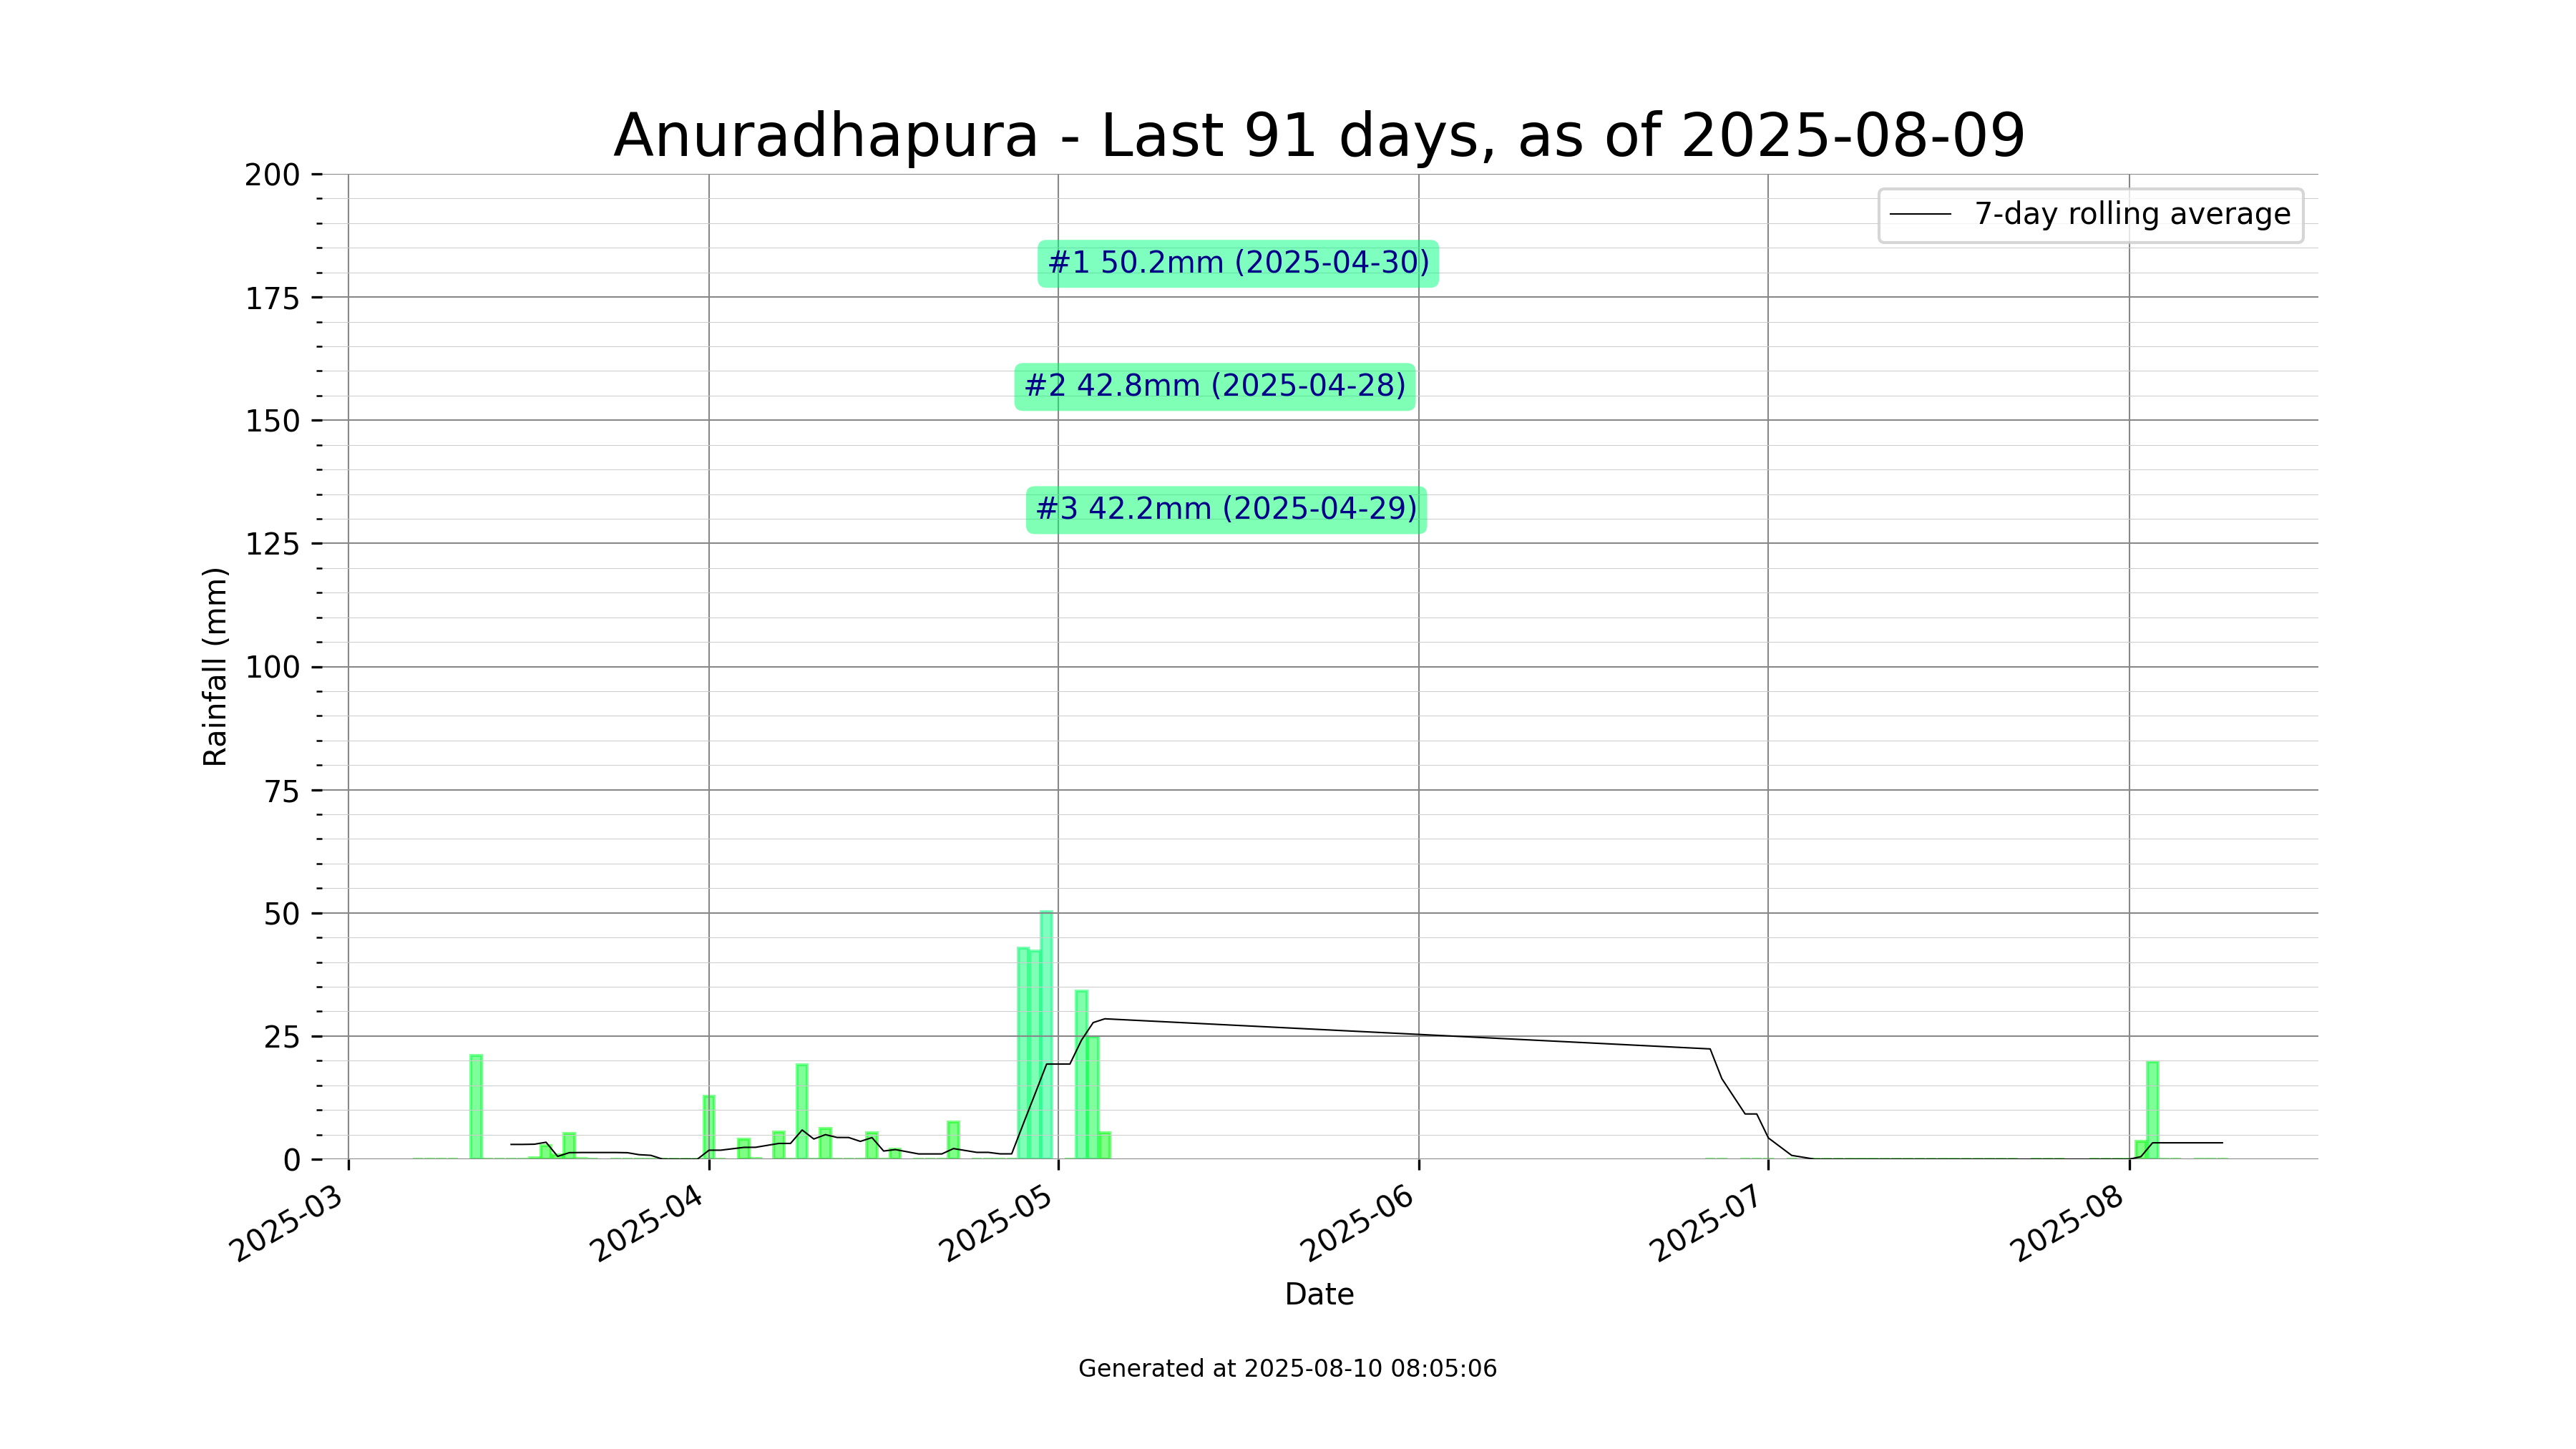 Anuradhapura - Last 91 days, as of 2025-08-09
7-day rolling average
#1 50.2mm (2025-04-30)
#2 42.8mm (2025-04-28)
#3 42.2mm (2025-04-29)
Rainfall (mm)
200
175
150
125
100
75
50
25
0
2025-03
2025-04
2025-05
2025-06
2025-07
2025-08
Date
Generated at 2025-08-10 08:05:06